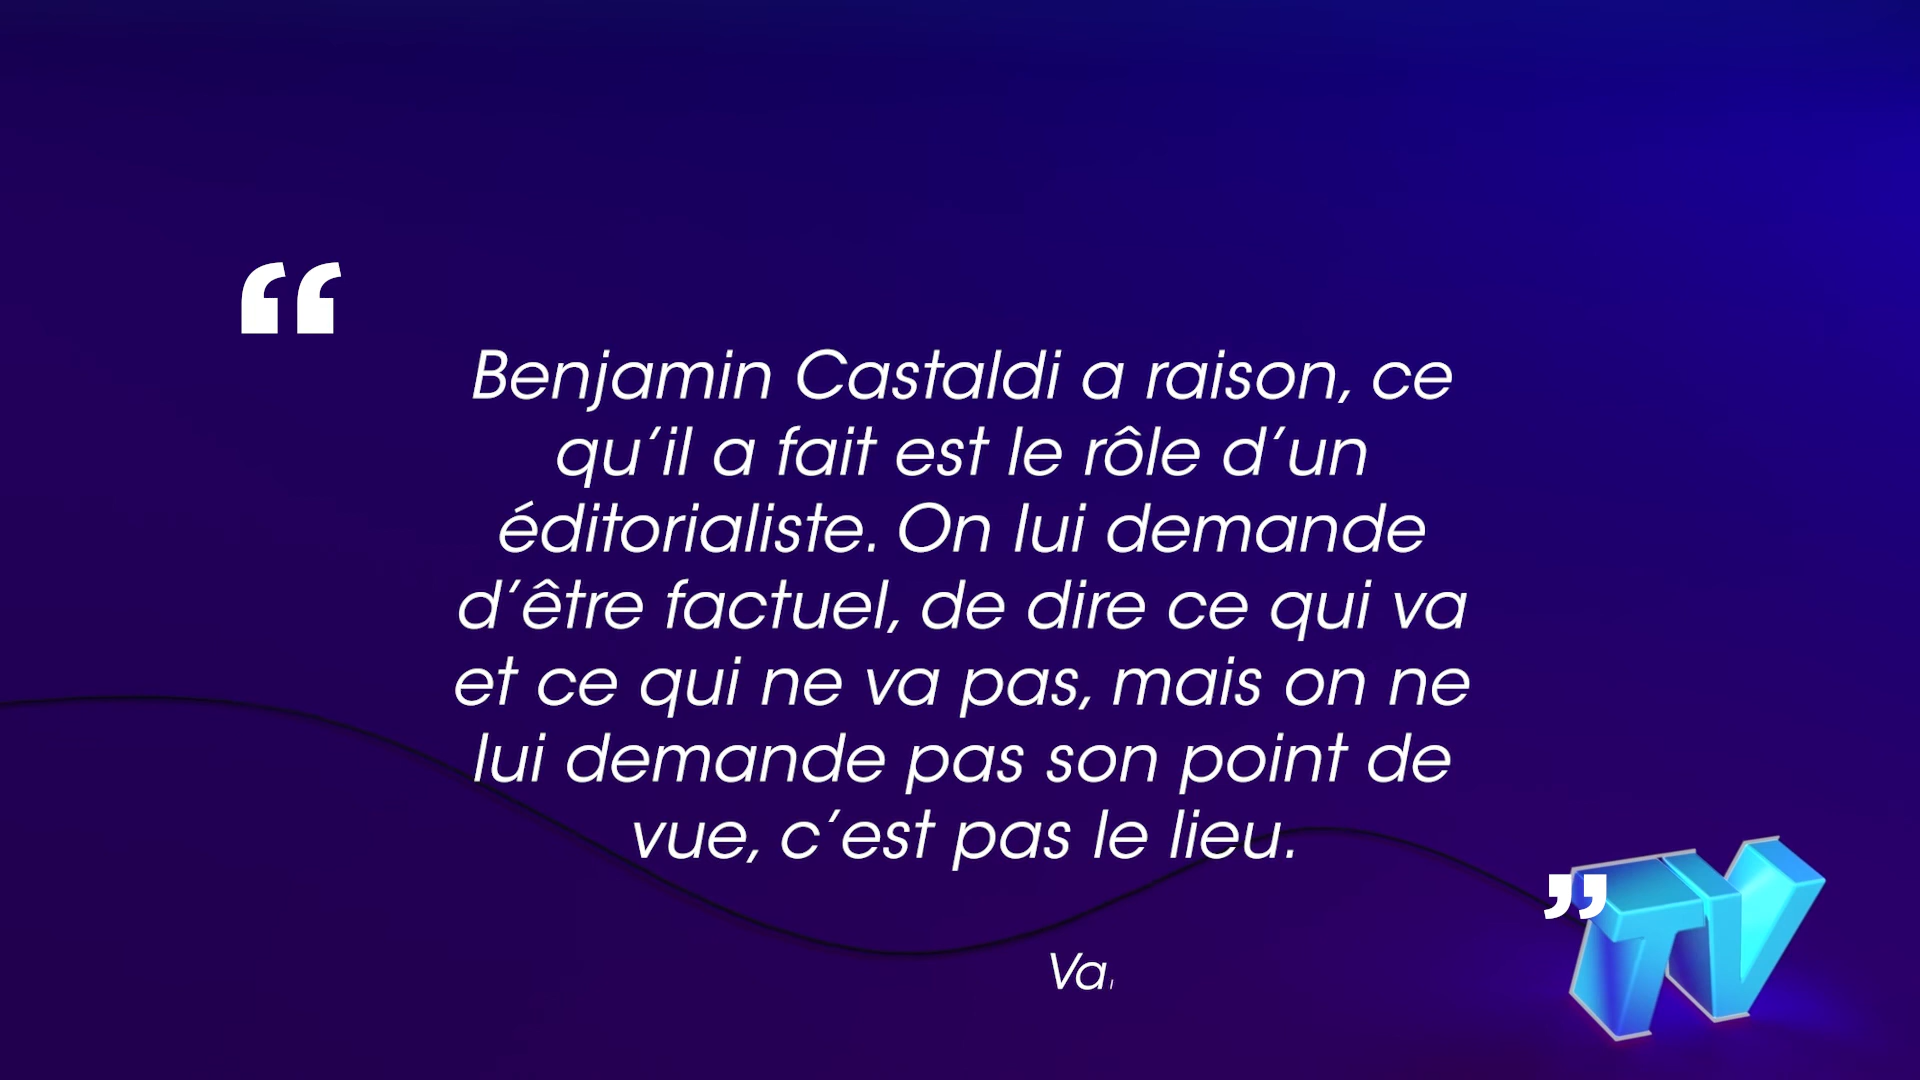 “
Benjamin Castaldi a raison, ce
qu’il a fait est le rôle d’un
éditorialiste. On lui demande
d’être factuel, de dire ce qui va
et ce qui ne va pas, mais on ne
lui demande pas son point de
vue, c’est pas le lieu.
”
TV
Va